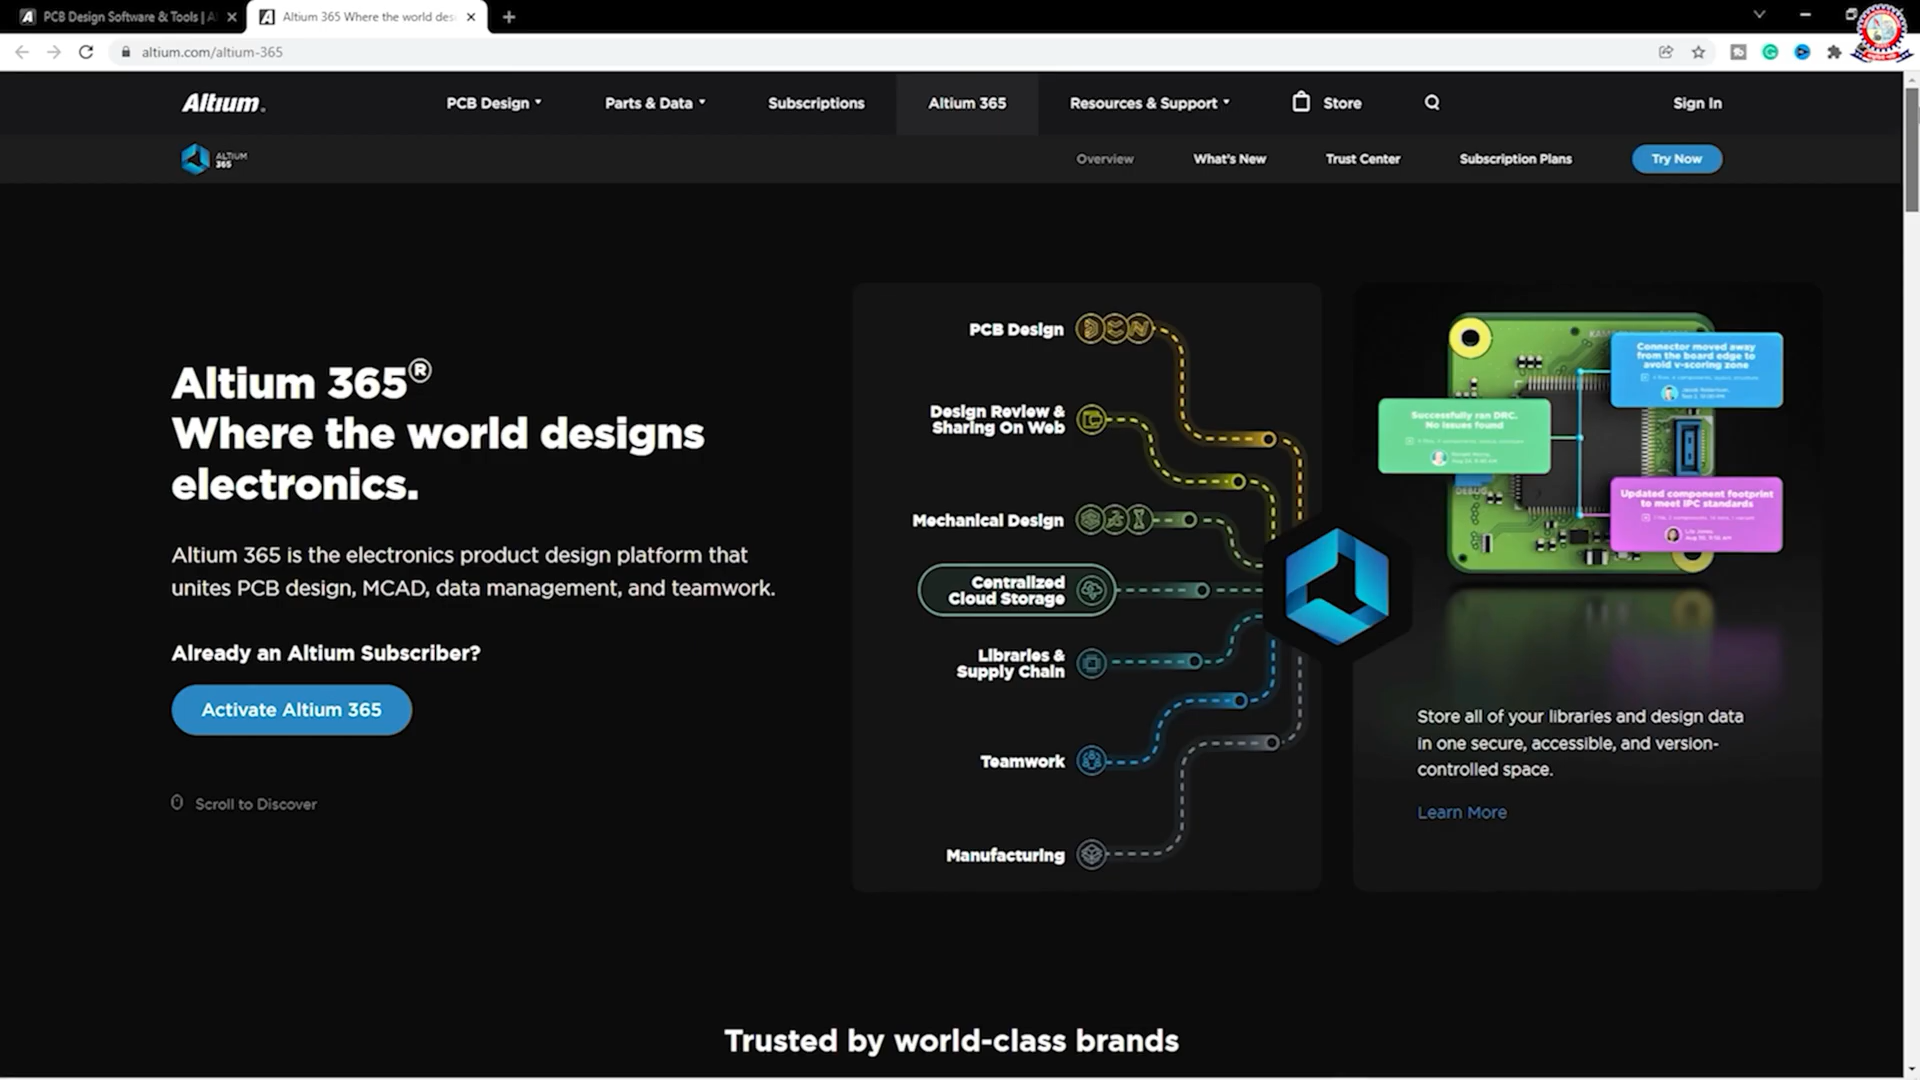 PCB Design Software & Tools | A
Altium 365 Where the world des
altium.com/altium-365
Altium.
PCB Design
Parts & Data
Subscriptions
Altium 365
Resources & Support
Store
Sign In
ALTIUM
365
Overview
What's New
Trust Center
Subscription Plans
Try Now
Altium 365®
Where the world designs
electronics.
Altium 365 is the electronics product design platform that
unites PCB design, MCAD, data management, and teamwork.
Already an Altium Subscriber?
Activate Altium 365
Scroll to Discover
PCB Design
Design Review &
Sharing On Web
Mechanical Design
Centralized
Cloud Storage
Libraries &
Supply Chain
Teamwork
Manufacturing
Connector moved away
from the board edge to
avoid v-scoring zone
Successfully ran DRC.
No issues found
DEBUG
Updated component footprint
to meet IPC standards
Store all of your libraries and design data
in one secure, accessible, and version-
controlled space.
Learn More
Trusted by world-class brands